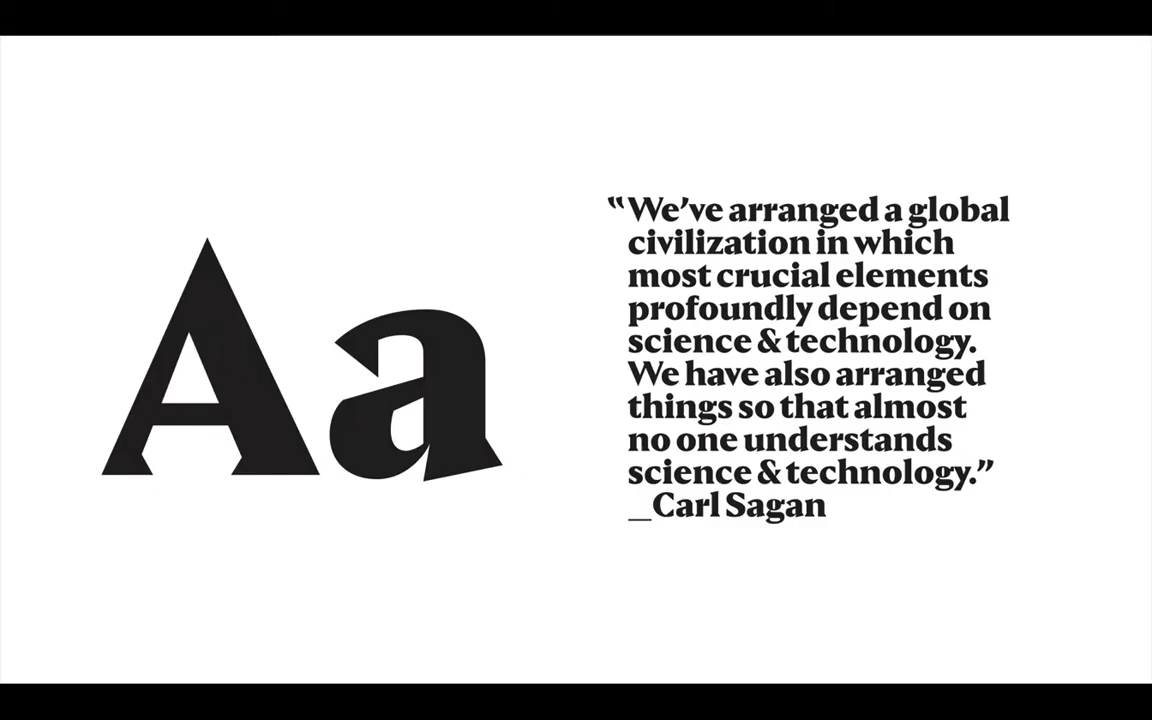 Aa
“We’ve arranged a global
civilization in which
most crucial elements
profoundly depend on
science & technology.
We have also arranged
things so that almost
no one understands
science & technology.”
_Carl Sagan